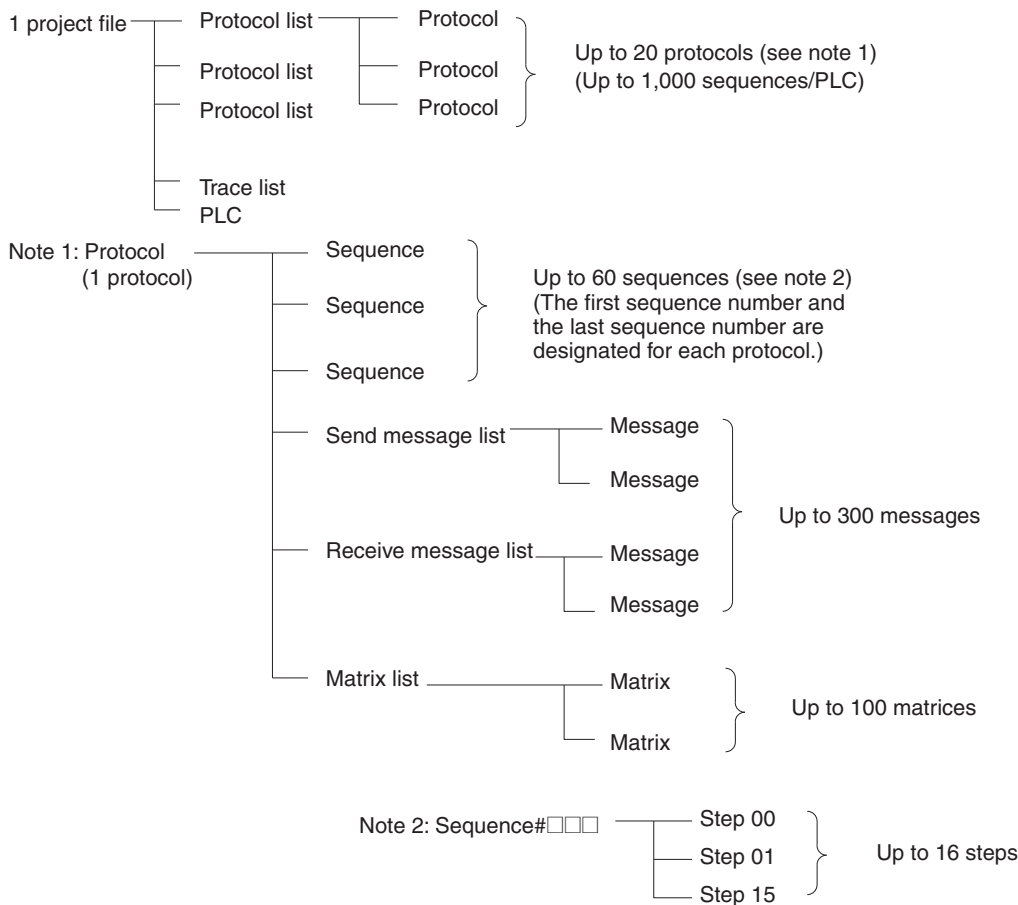 1 project file
Protocol list
Protocol
Protocol list
Protocol
Protocol list
Protocol
Up to 20 protocols (see note 1)
(Up to 1,000 sequences/PLC)
Trace list
PLC
Note 1: Protocol
(1 protocol)
Sequence
Sequence
Sequence
Up to 60 sequences (see note 2)
(The first sequence number and
the last sequence number are
designated for each protocol.)
Send message list
Message
Message
Receive message list
Message
Message
Up to 300 messages
Matrix list
Matrix
Matrix
Up to 100 matrices
Note 2: Sequence#□□□
Step 00
Step 01
Step 15
Up to 16 steps